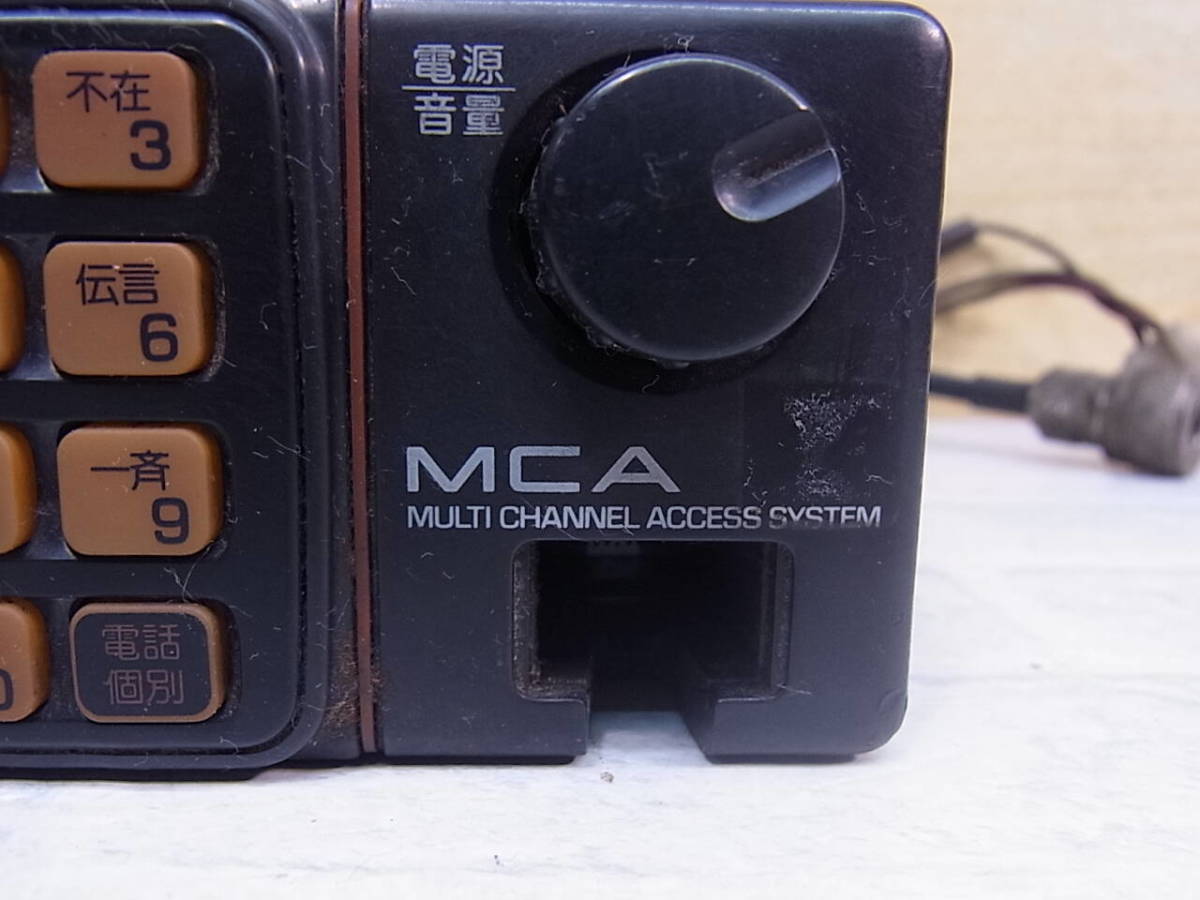 電源
音量
不在
3
伝言
6
一斉
9
電話
個別
0
MCA
MULTI CHANNEL ACCESS SYSTEM